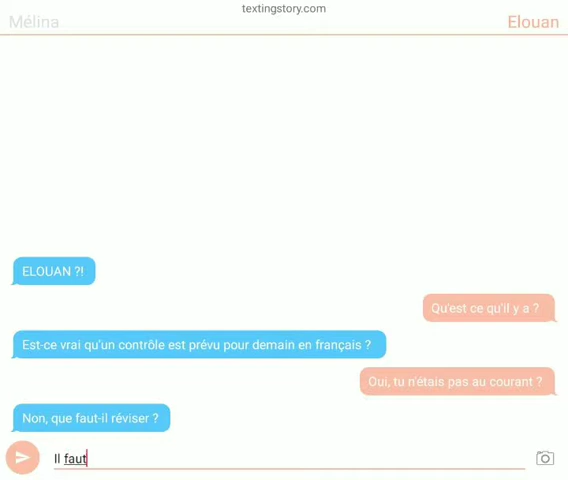 textingstory.com
Mélina
Elouan
ELOUAN ?!
Qu'est ce qu'il y a ?
Est-ce vrai qu'un contrôle est prévu pour demain en français ?
Oui, tu n'étais pas au courant ?
Non, que faut-il réviser ?
Il faut